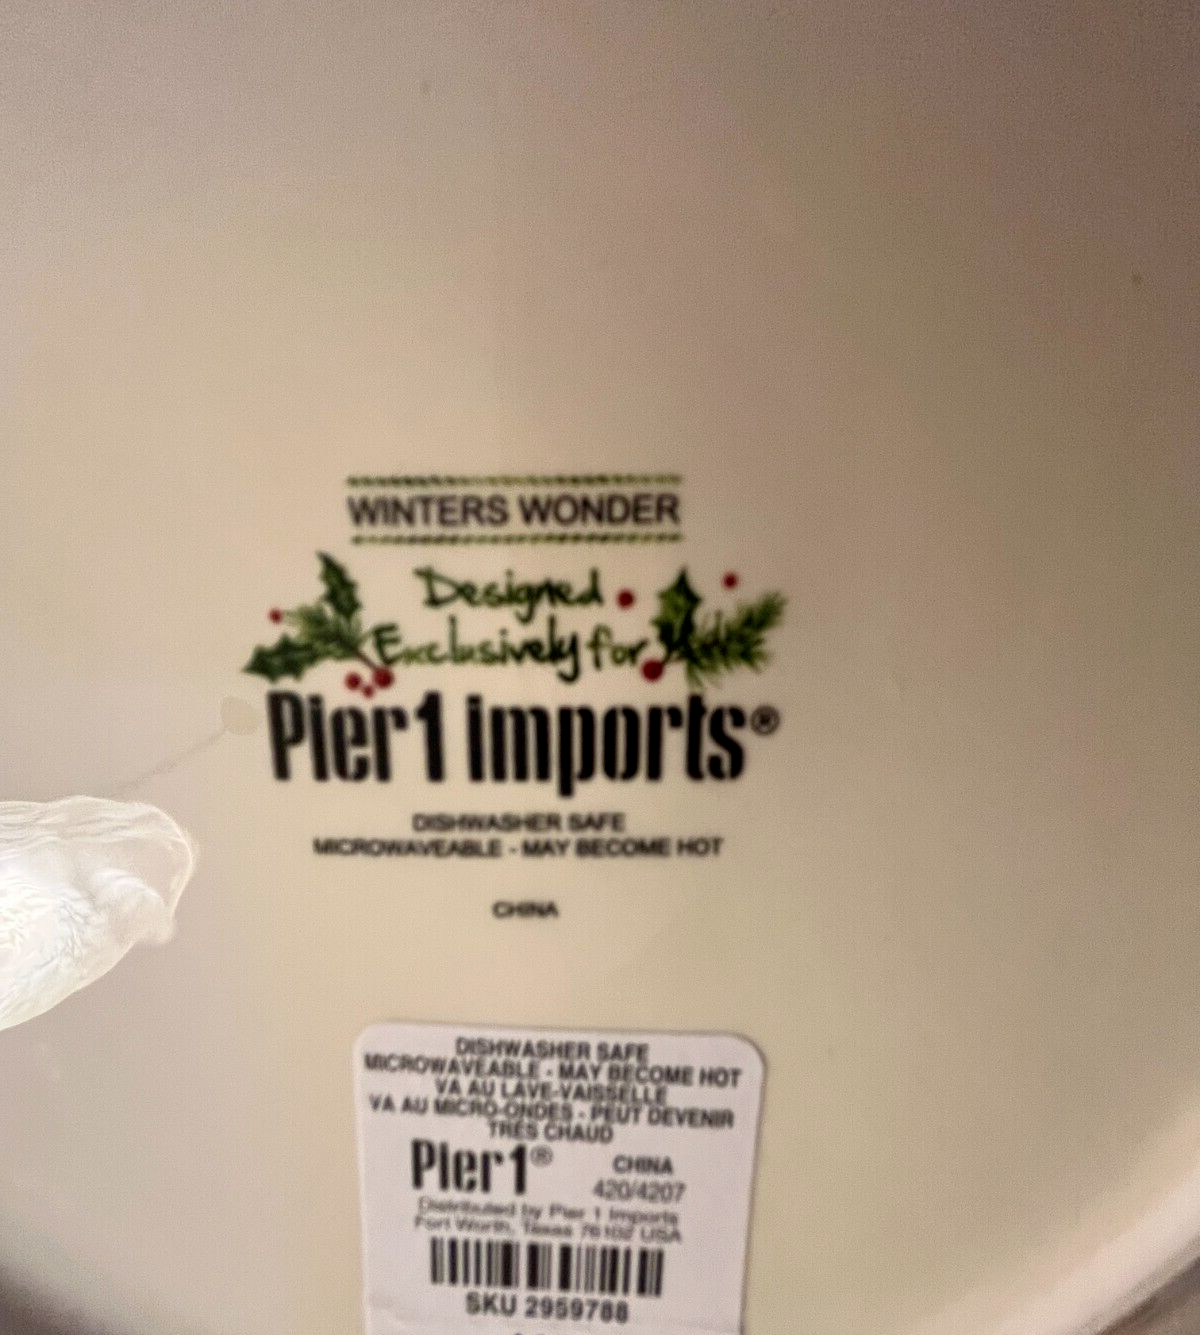 WINTERS WONDER
Designed
Exclusively for
Pier1 imports®
DISHWASHER SAFE
MICROWAVEABLE - MAY BECOME HOT
CHINA
DISHWASHER SAFE
MICROWAVEABLE - MAY BECOME HOT
VA AU LAVE-VAISSELLE
VA AU MICRO-ONDES - PEUT DEVENIR
TRÈS CHAUD
Pier1®
CHINA
420/4207
Distributed by Pier 1 Imports
Fort Worth, Texas 76102 USA
SKU 2959788